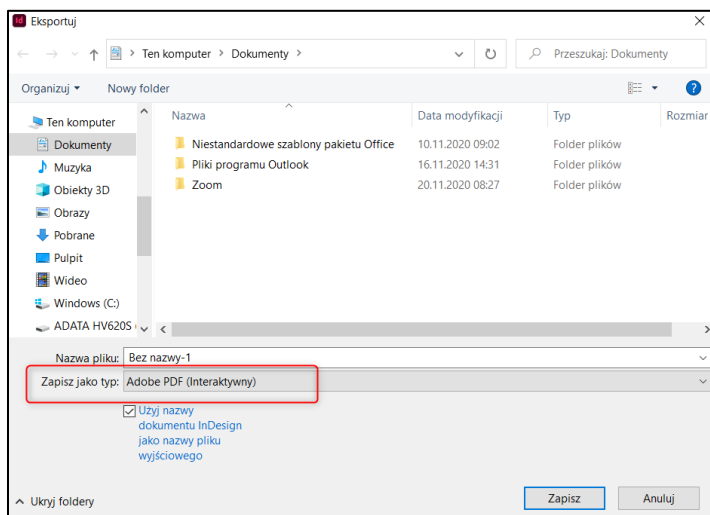 Id Eksportuj
Ten komputer > Dokumenty >
Przeszukaj: Dokumenty
Organizuj Nowy folder
Nazwa Data modyfikacji Typ Rozmiar
Ten komputer
Dokumenty
Muzyka
Obiekty 3D
Obrazy
Pobrane
Pulpit
Wideo
Windows (C:)
ADATA HV620S (
Niestandardowe szablony pakietu Office 10.11.2020 09:02 Folder plików
Pliki programu Outlook 16.11.2020 14:31 Folder plików
Zoom 20.11.2020 08:27 Folder plików
Nazwa pliku: Bez nazwy-1
Zapisz jako typ: Adobe PDF (Interaktywny)
Użyj nazwy
dokumentu InDesign
jako nazwy pliku
wyjściowego
Ukryj foldery
Zapisz Anuluj